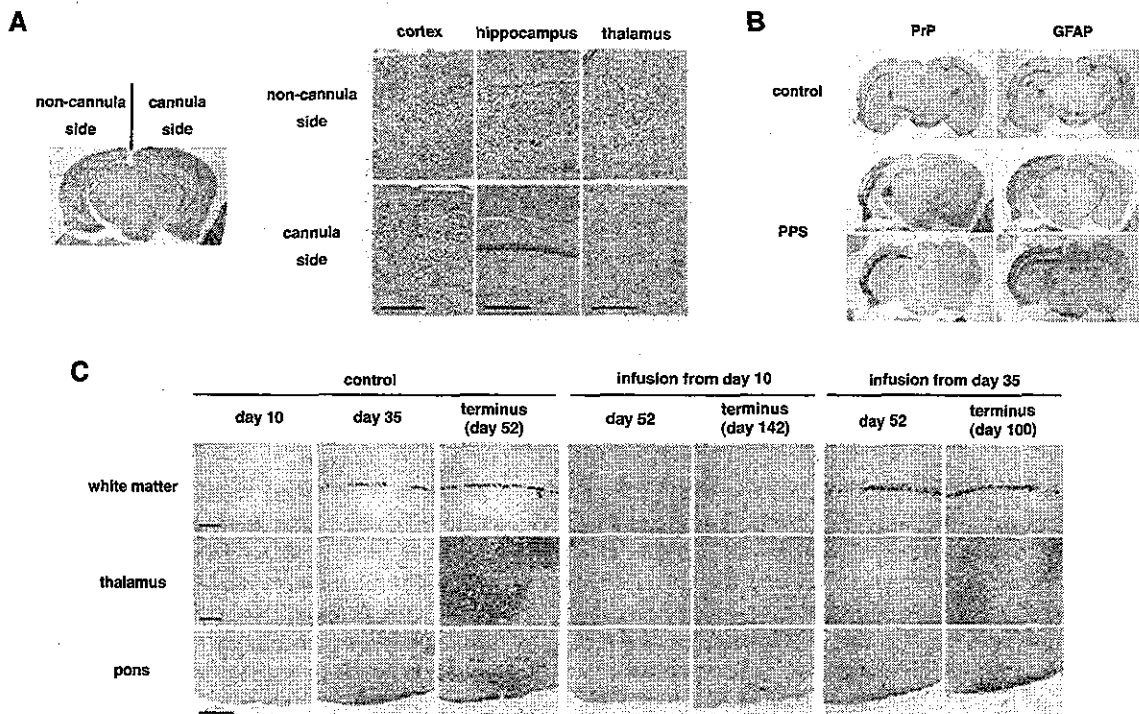 A
cortex hippocampus thalamus
non-cannula side
cannula side
non-cannula side
cannula side
B
PrP GFAP
control
PPS
C
control infusion from day 10 infusion from day 35
day 10 day 35 terminus (day 52) day 52 terminus (day 142) day 52 terminus (day 100)
white matter
thalamus
pons